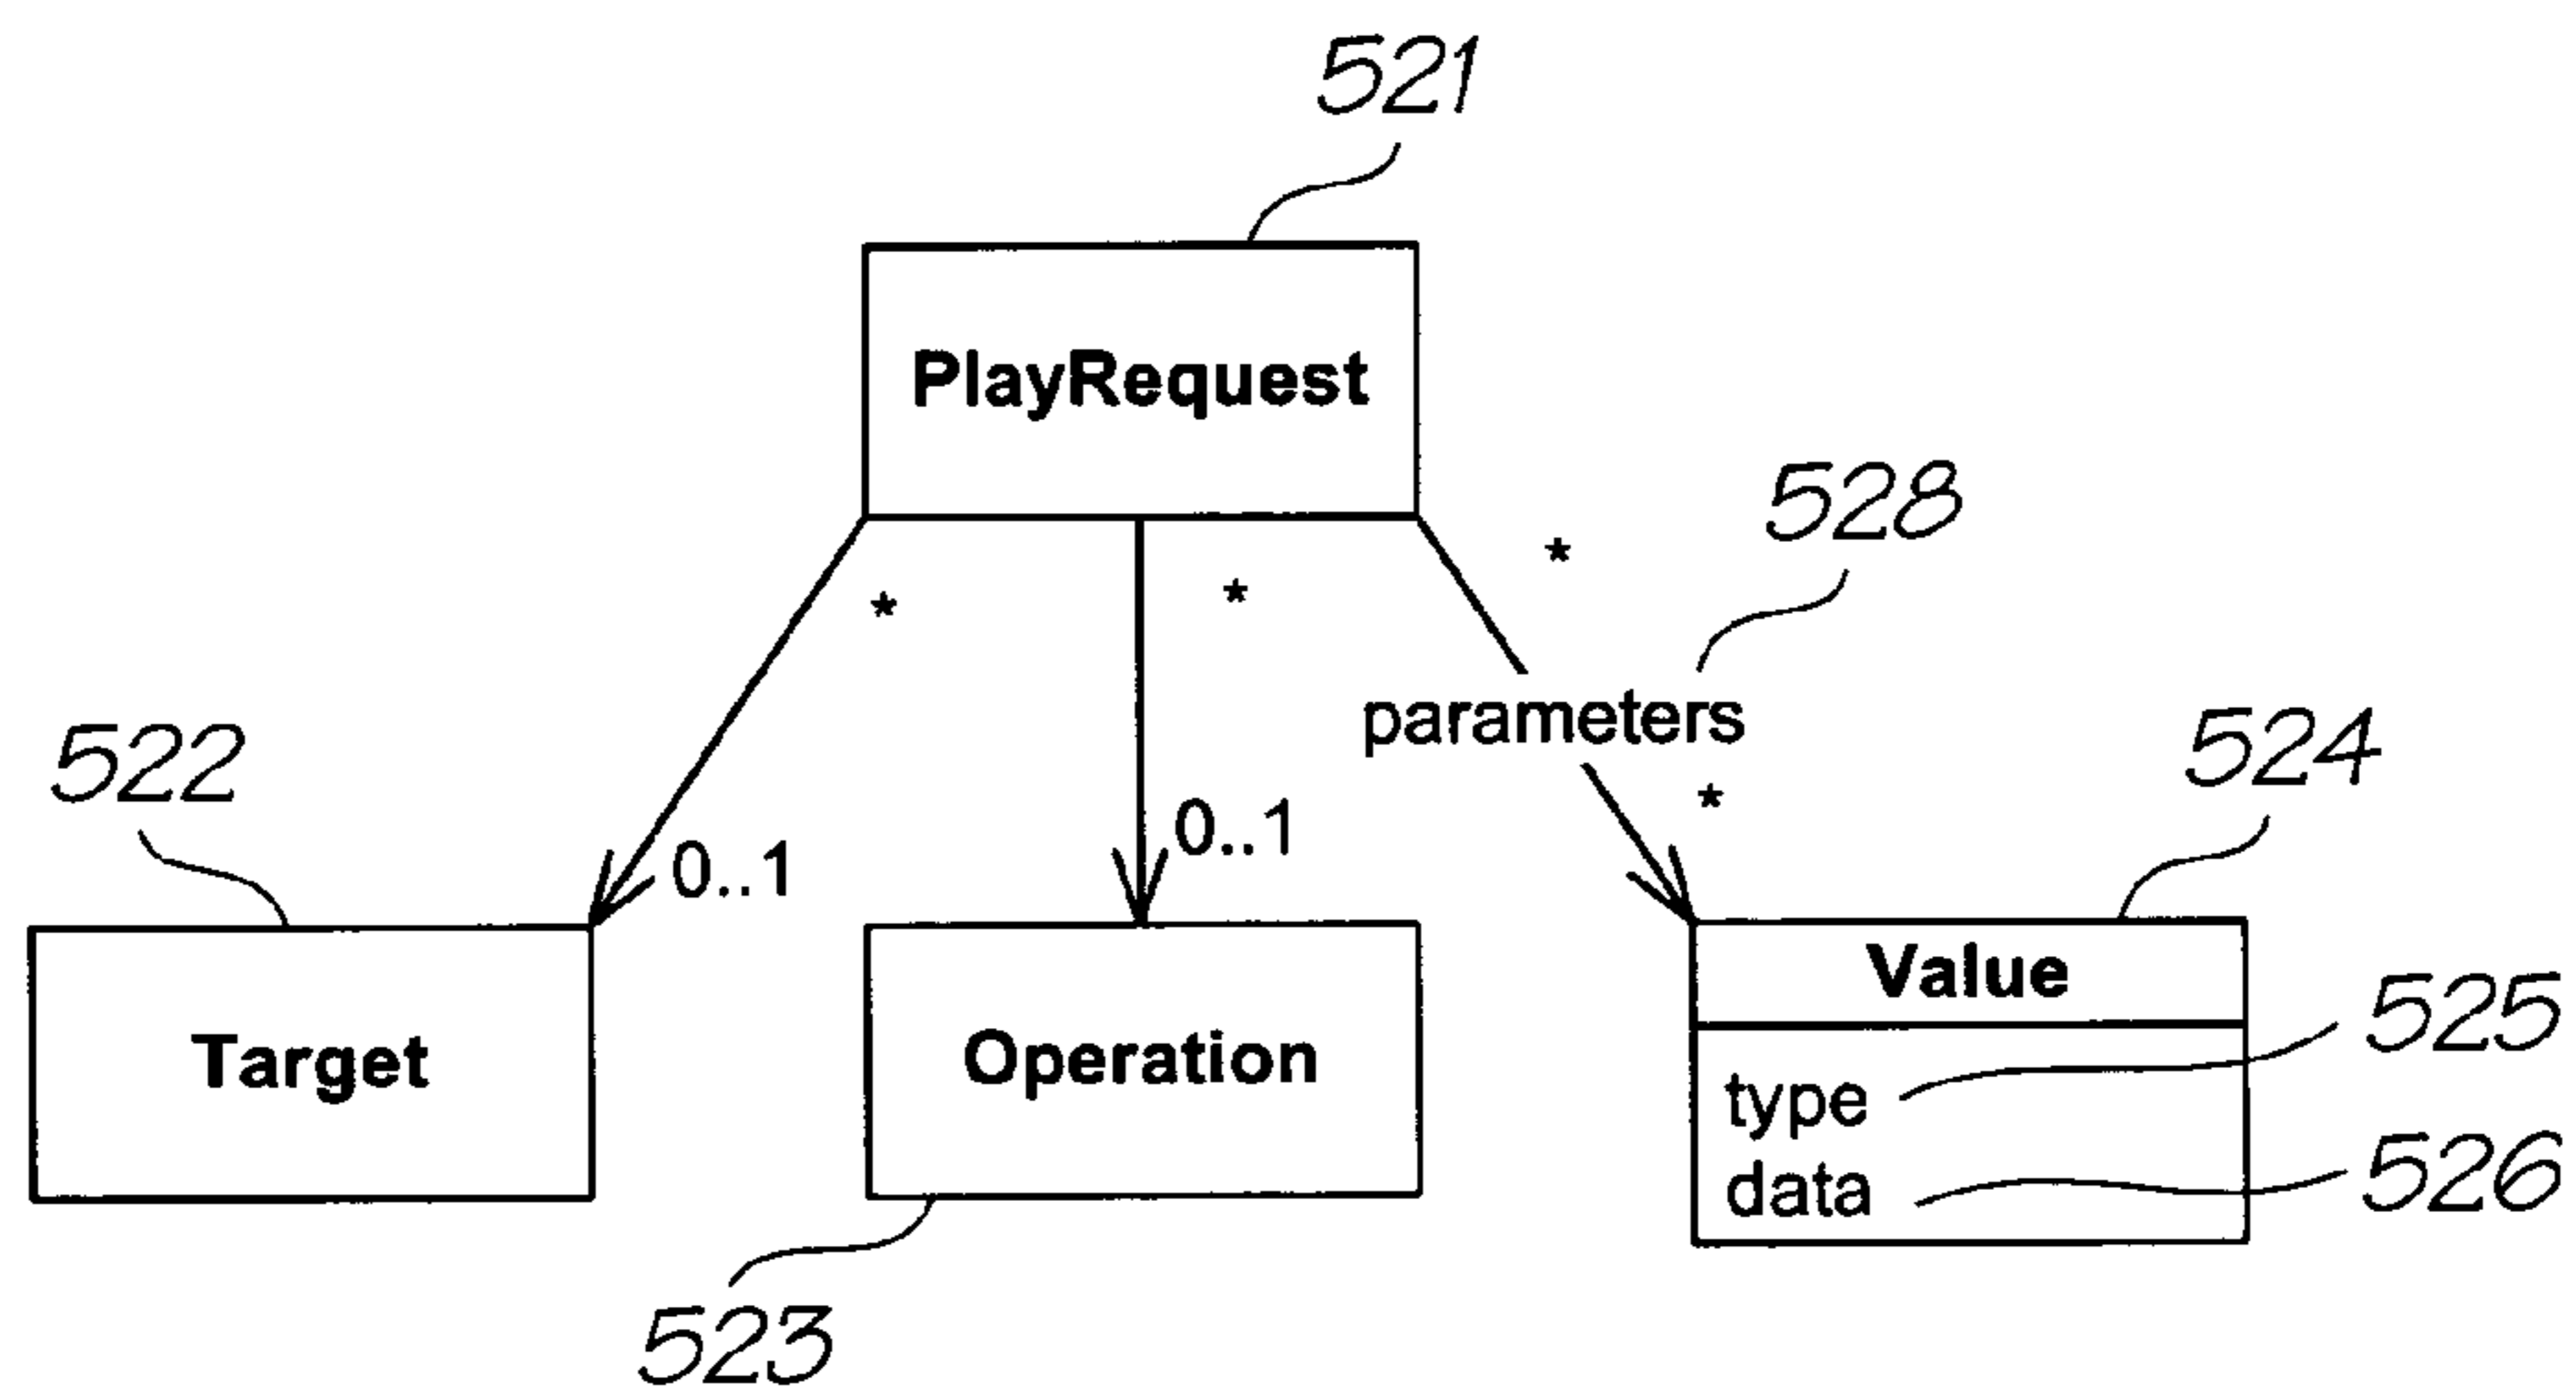 521
PlayRequest
528
*
*
*
parameters
522
524
*
0..1
0..1
Value
525
Target
Operation
type
data
526
523